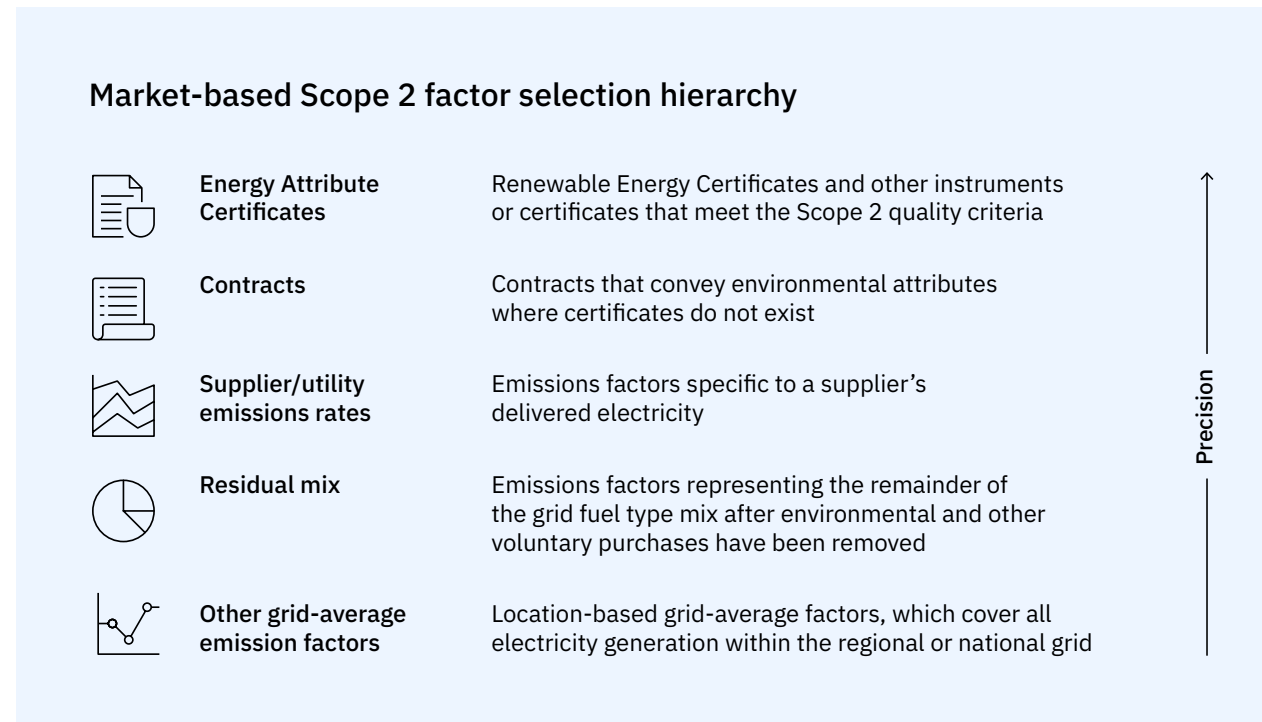 Market-based Scope 2 factor selection hierarchy
Energy Attribute
Certificates
Renewable Energy Certificates and other instruments
or certificates that meet the Scope 2 quality criteria
Contracts
Contracts that convey environmental attributes
where certificates do not exist
Supplier/utility
emissions rates
Emissions factors specific to a supplier’s
delivered electricity
Residual mix
Emissions factors representing the remainder of
the grid fuel type mix after environmental and other
voluntary purchases have been removed
Other grid-average
emission factors
Location-based grid-average factors, which cover all
electricity generation within the regional or national grid
Precision